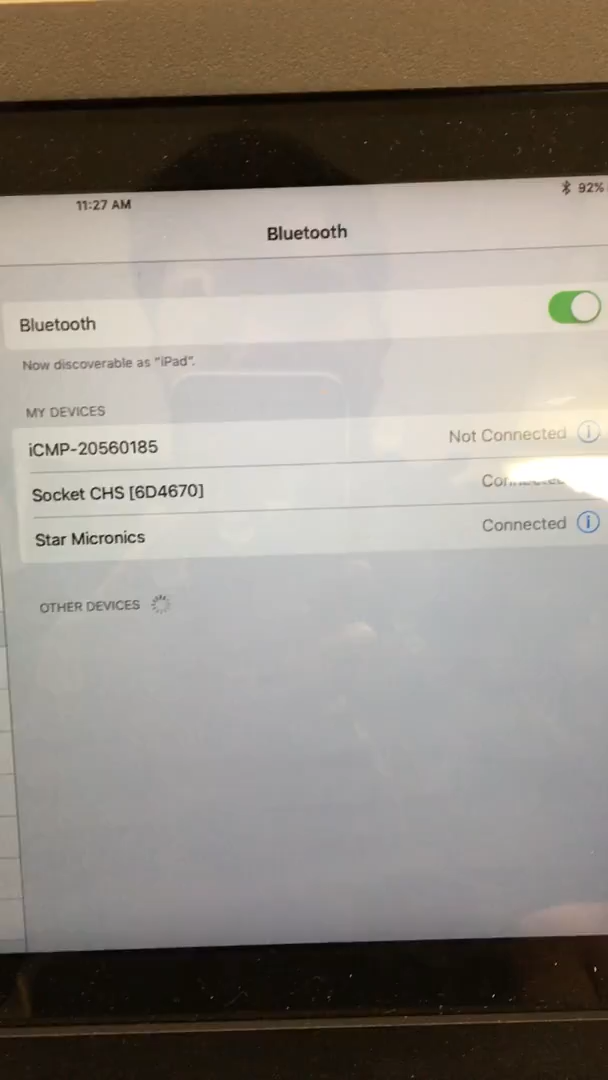 11:27 AM
92%
Bluetooth
Bluetooth
Now discoverable as "iPad".
MY DEVICES
iCMP-20560185 Not Connected
Socket CHS [6D4670]
Star Micronics Connected
OTHER DEVICES